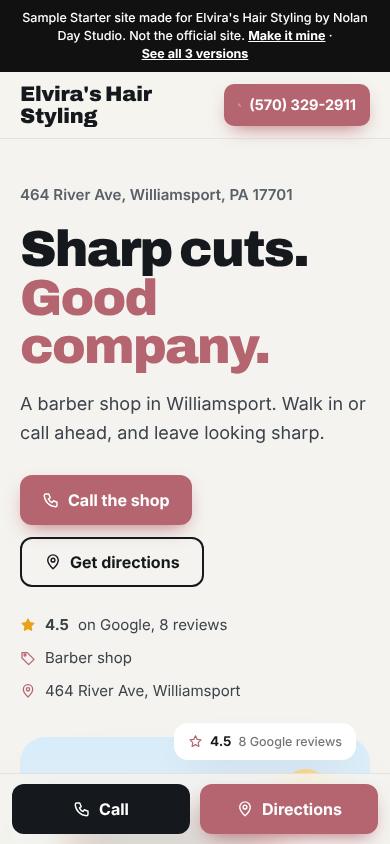 Sample Starter site made for Elvira's Hair Styling by Nolan
Day Studio. Not the official site. Make it mine ·
See all 3 versions
Elvira's Hair
Styling
(570) 329-2911
464 River Ave, Williamsport, PA 17701
Sharp cuts.
Good
company.
A barber shop in Williamsport. Walk in or
call ahead, and leave looking sharp.
Call the shop
Get directions
4.5 on Google, 8 reviews
Barber shop
464 River Ave, Williamsport
4.5 8 Google reviews
Call
Directions